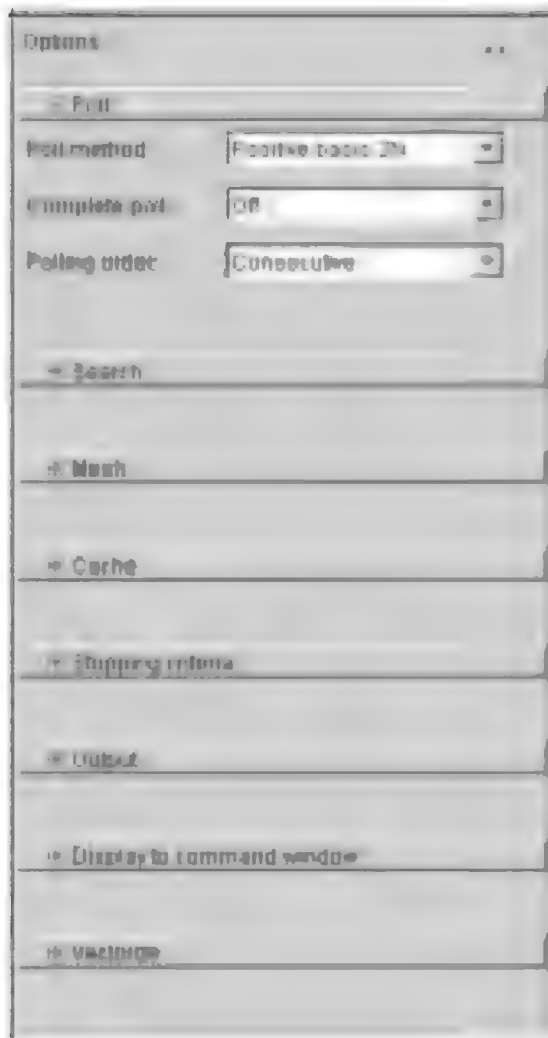 Options
Poll
Poll method Positive basis 2N
Complete poll Off
Polling order: Consecutive
Search
Mesh
Cache
Stopping criteria
Output
Display to command window
Vectorize